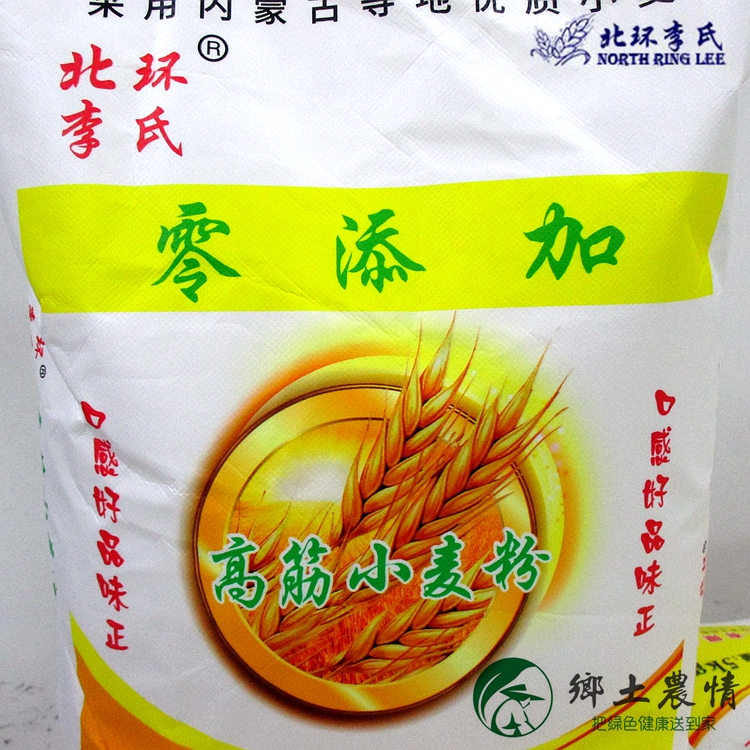 采用内蒙古等地优质小麦
北环
李氏
®
北环李氏
NORTH RING LEE
零添加
口感好品味正
口感好品味正
高筋小麦粉
5k
鄉土農情
把绿色健康送到家